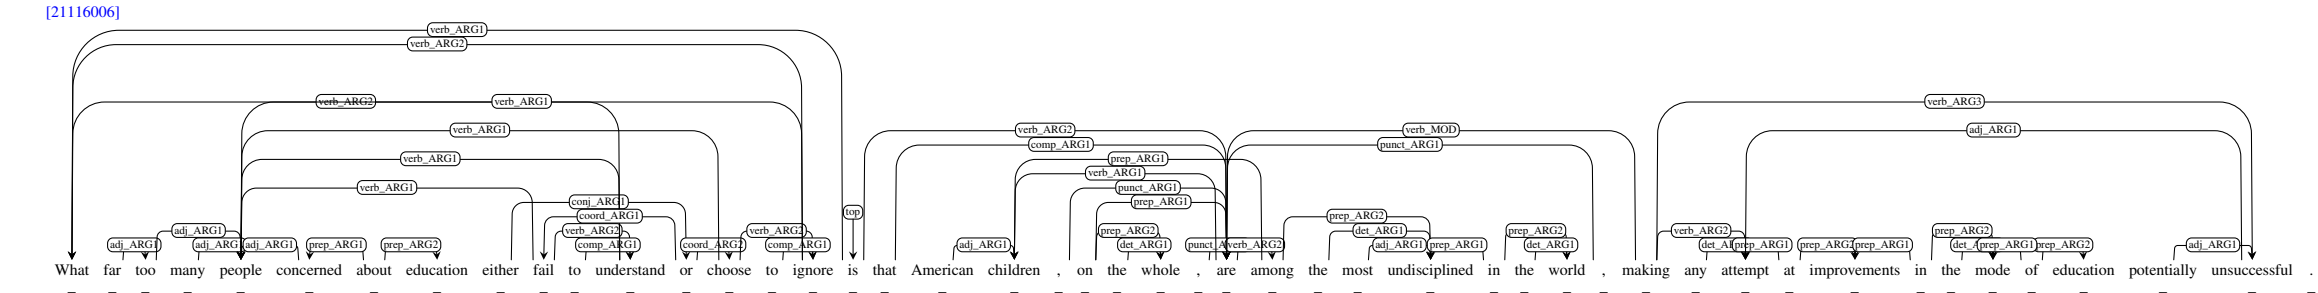 [21116006]
verb_ARG1
verb_ARG2
verb_ARG2 verb_ARG1 verb_ARG3
verb_ARG1 verb_ARG2 verb_MOD adj_ARG1
comp_ARG1 punct_ARG1
verb_ARG1 prep_ARG1
verb_ARG1
verb_ARG1 punct_ARG1
conj_ARG1 prep_ARG1
top
coord_ARG1 prep_ARG2
adj_ARG1 verb_ARG2 verb_ARG2 prep_ARG2 det_ARG1 prep_ARG2 verb_ARG2 prep_ARG2
adj_ARG1 adj_ARG1 prep_ARG1 prep_ARG2 comp_ARG1 coord_ARG2 comp_ARG1 adj_ARG1 det_ARG1 verb_ARG2 adj_ARG1 prep_ARG1 det_ARG1 prep_ARG1 prep_ARG2 prep_ARG1 prep_ARG1 prep_ARG2 adj_ARG1
What far too many people concerned about education either fail to understand or choose to ignore is that American children , on the whole , are among the most undisciplined in the world , making any attempt at improvements in the mode of education potentially unsuccessful .